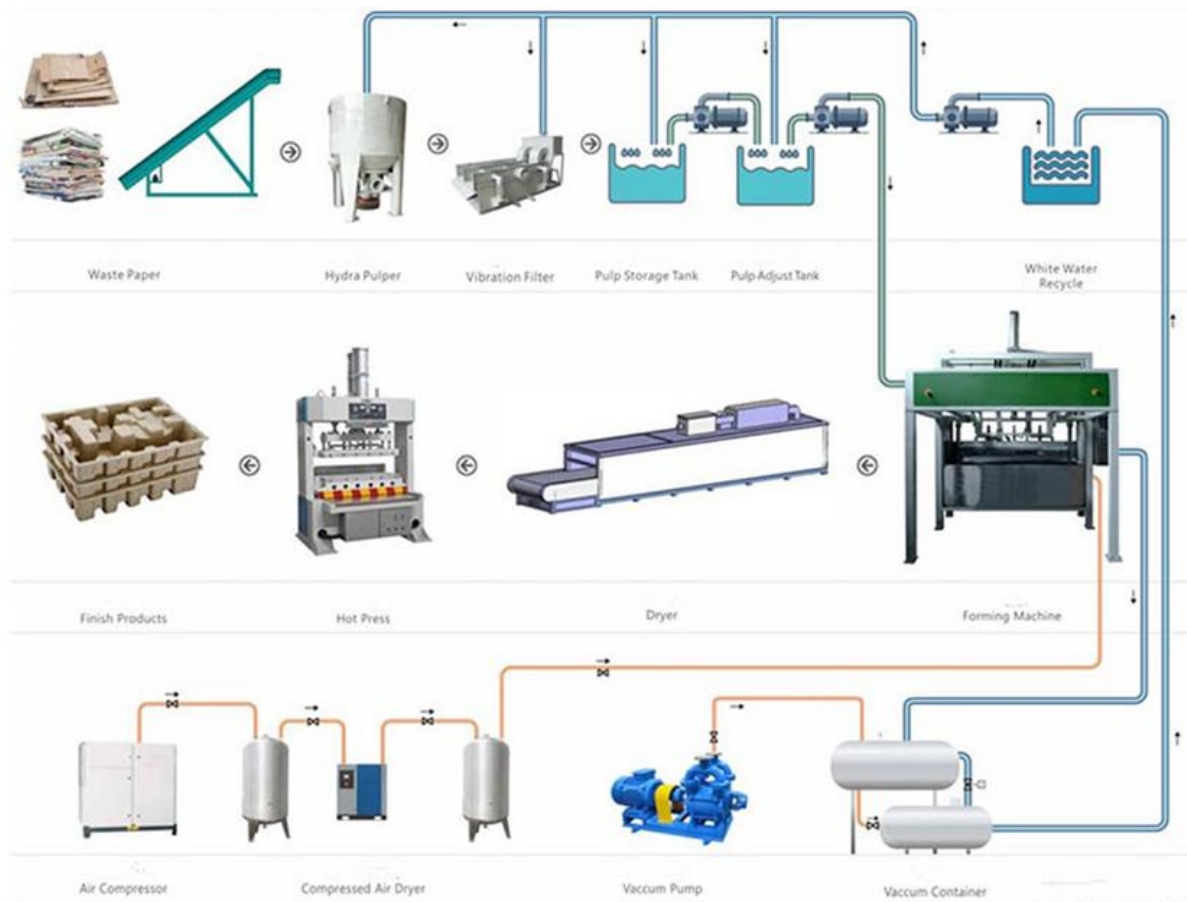 Waste Paper
Hydra Pulper
Vibration Filter
Pulp Storage Tank
Pulp Adjust Tank
White Water
Recycle
Finish Products
Hot Press
Dryer
Forming Machine
Air Compressor
Compressed Air Dryer
Vaccum Pump
Vaccum Container